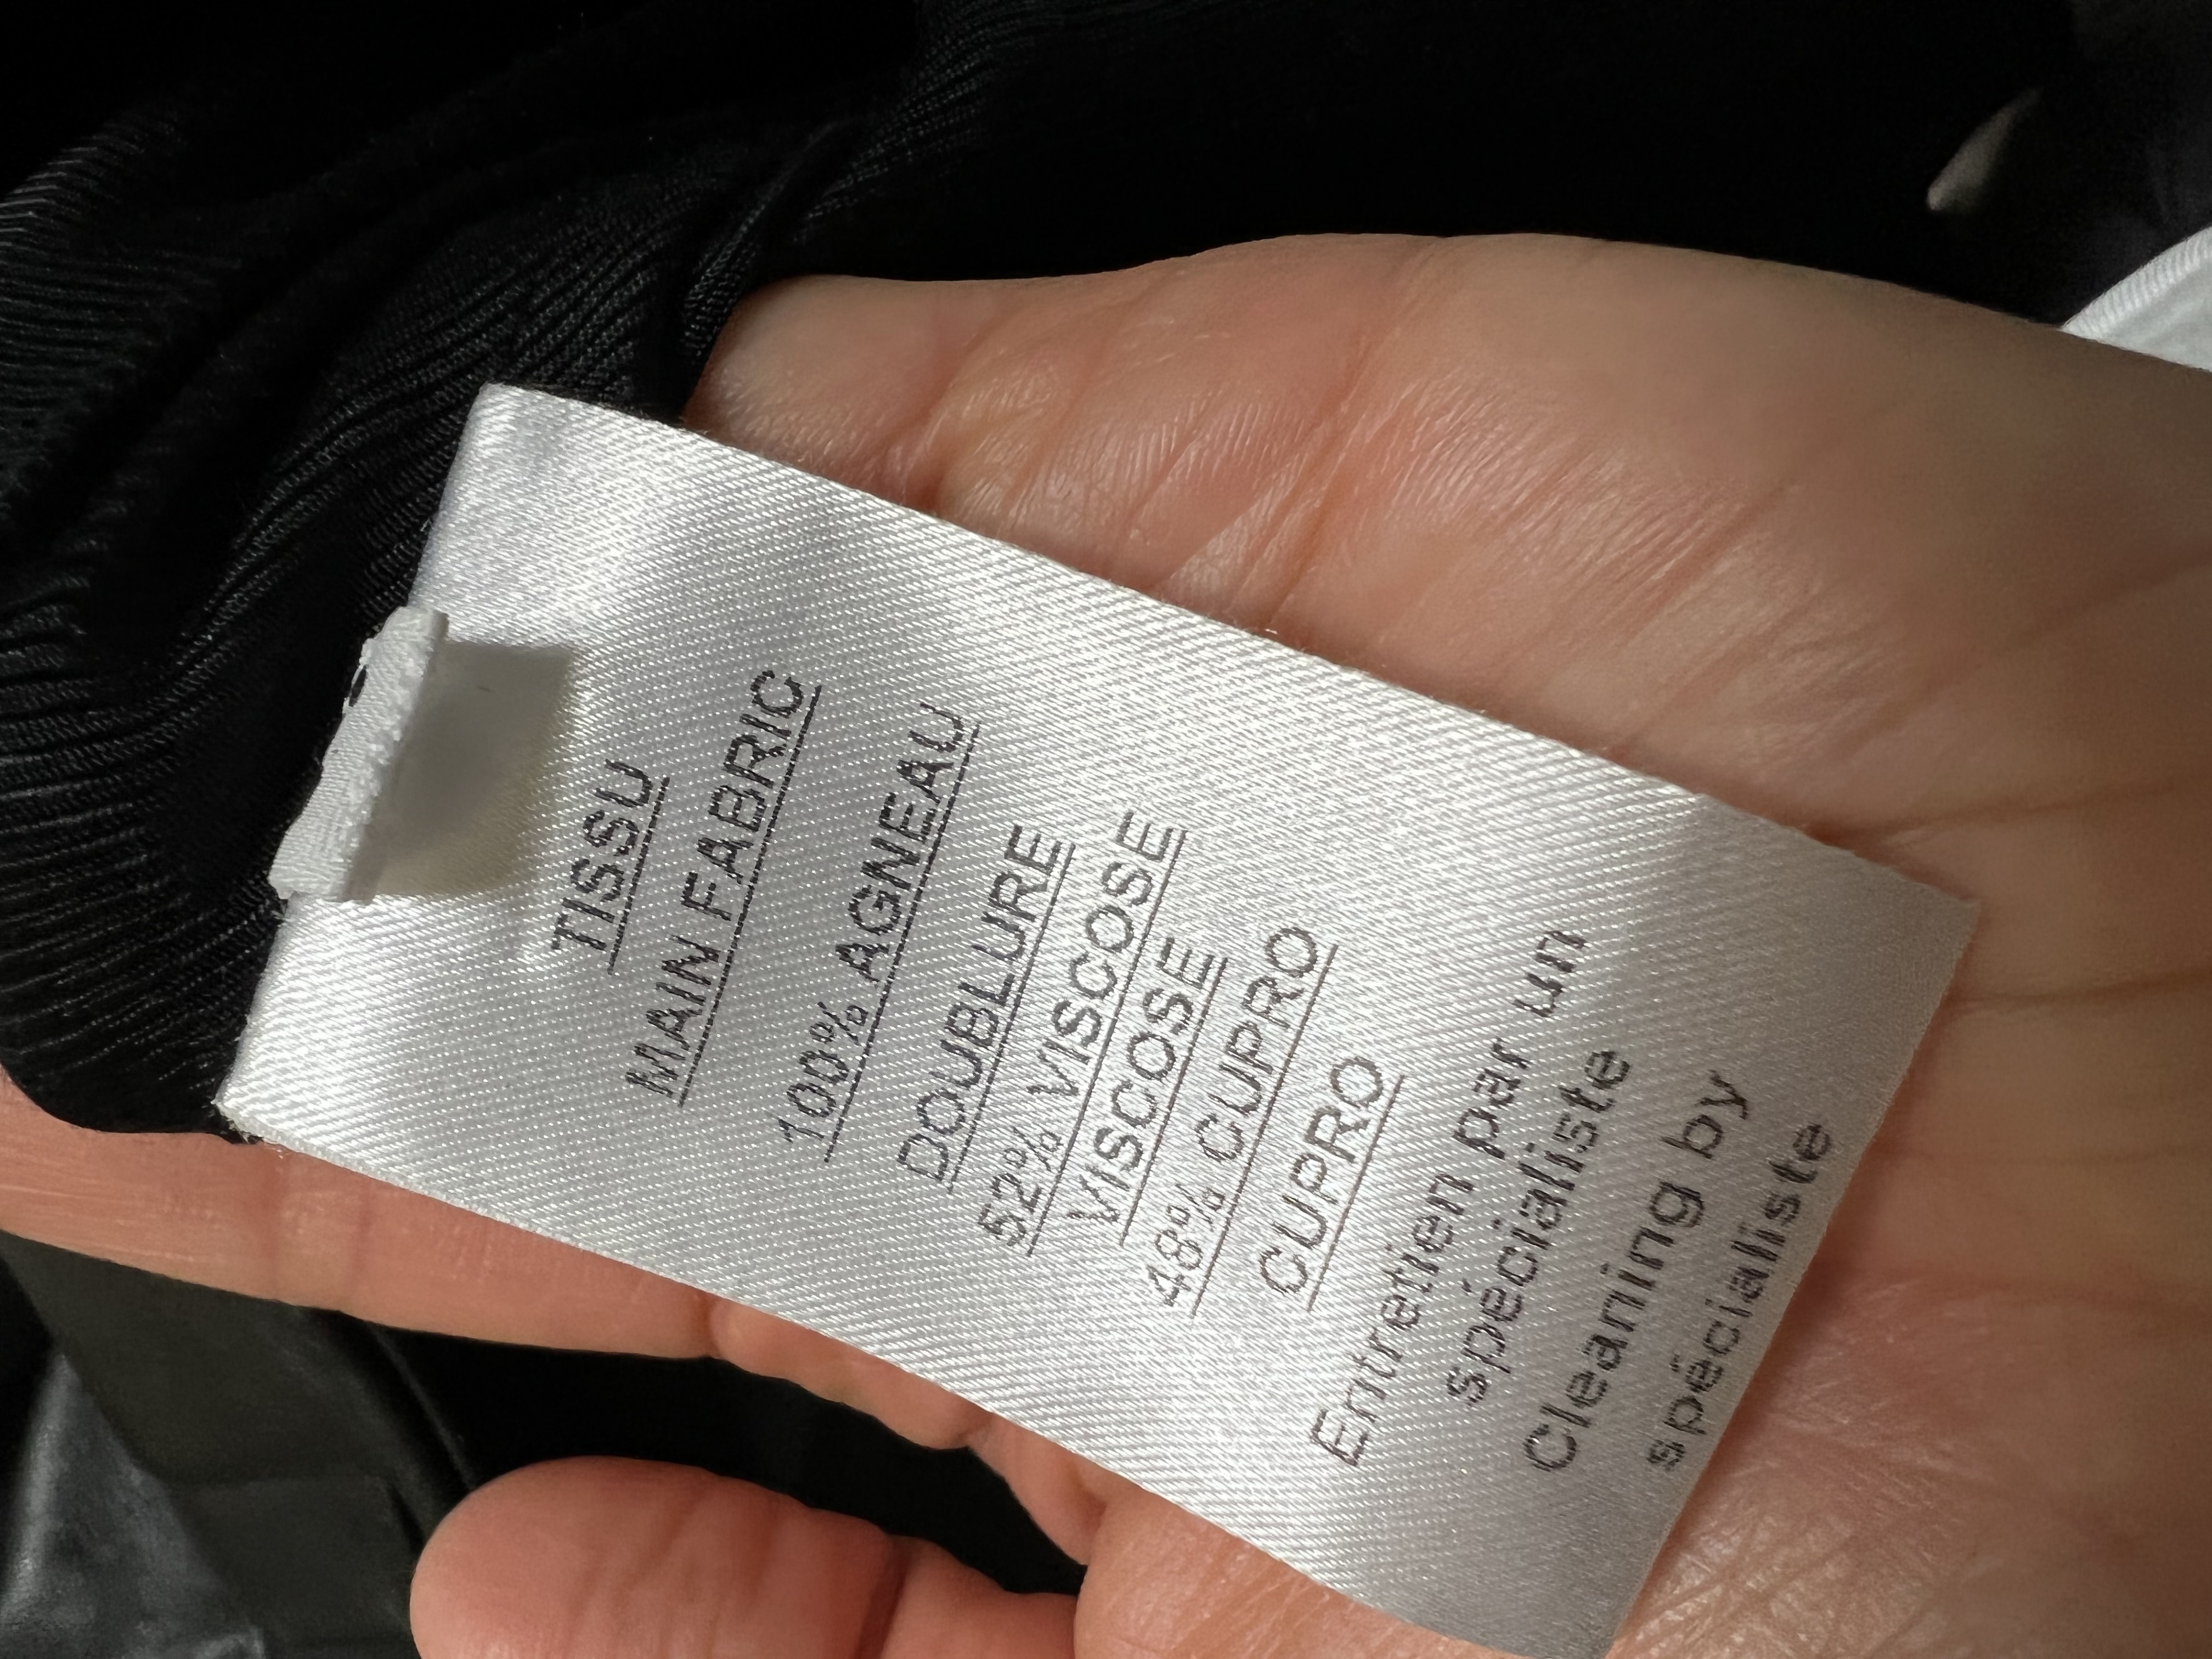 TISSU
MAIN FABRIC
100% AGNEAU
DOUBLURE
52% VISCOSE
VISCOSE
48% CUPRO
CUPRO
Entretien par un
spécialiste
Cleaning by
spécialiste